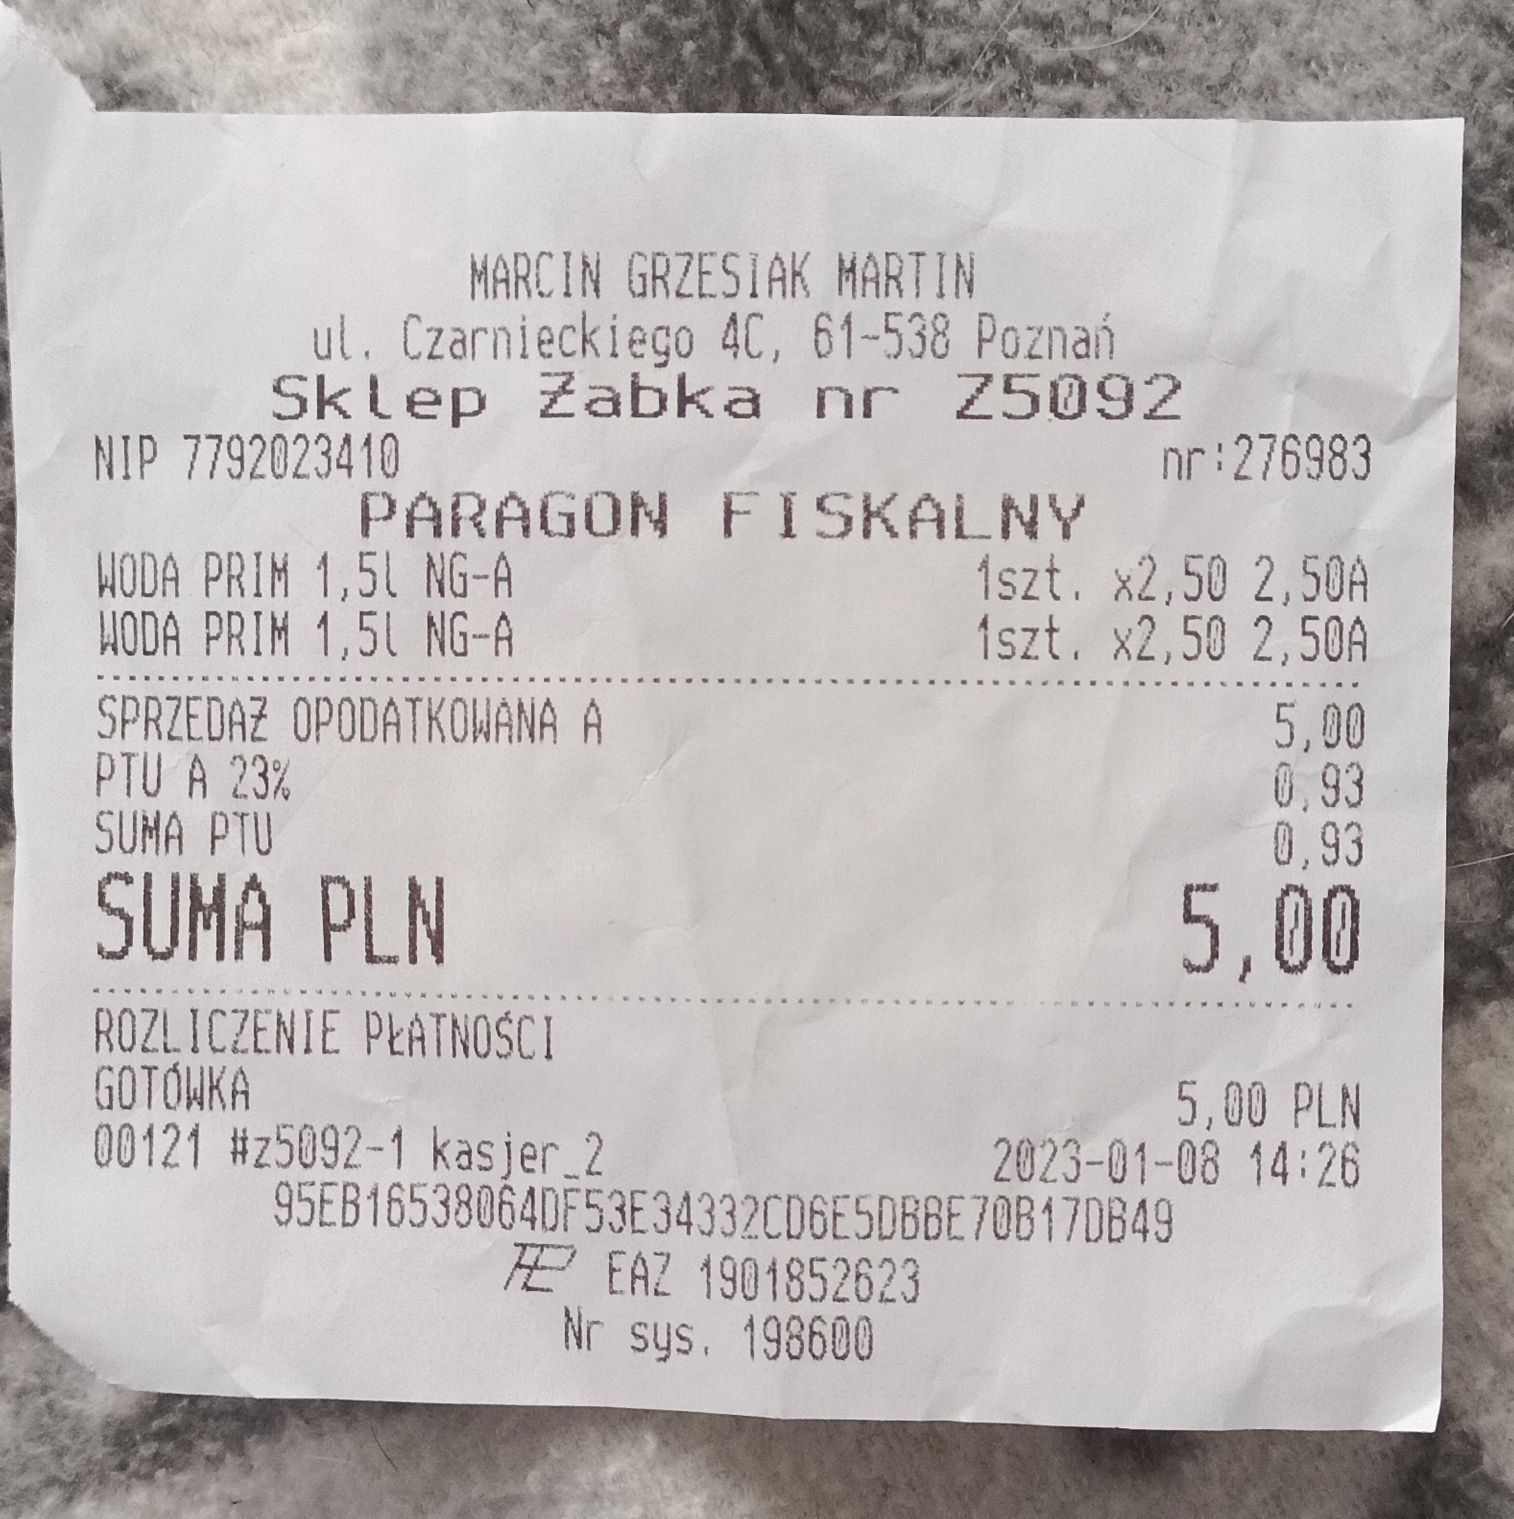 MARCIN GRZESIAK MARTIN
ul. Czarnieckiego 4C, 61-538 Poznań
Sklep Żabka nr Z5092
NIP 7792023410 nr:276983
PARAGON FISKALNY
WODA PRIM 1,5l NG-A 1szt. x2,50 2,50A
WODA PRIM 1,5l NG-A 1szt. x2,50 2,50A
SPRZEDAŻ OPODATKOWANA A 5,00
PTU A 23% 0,93
SUMA PTU 0,93
SUMA PLN 5,00
ROZLICZENIE PŁATNOŚCI
GOTÓWKA 5,00 PLN
00121 #z5092-1 kasjer_2 2023-01-08 14:26
95EB16538064DF53E34332CD6E5DBBE70B17DB49
EAZ 1901852623
Nr sys. 198600